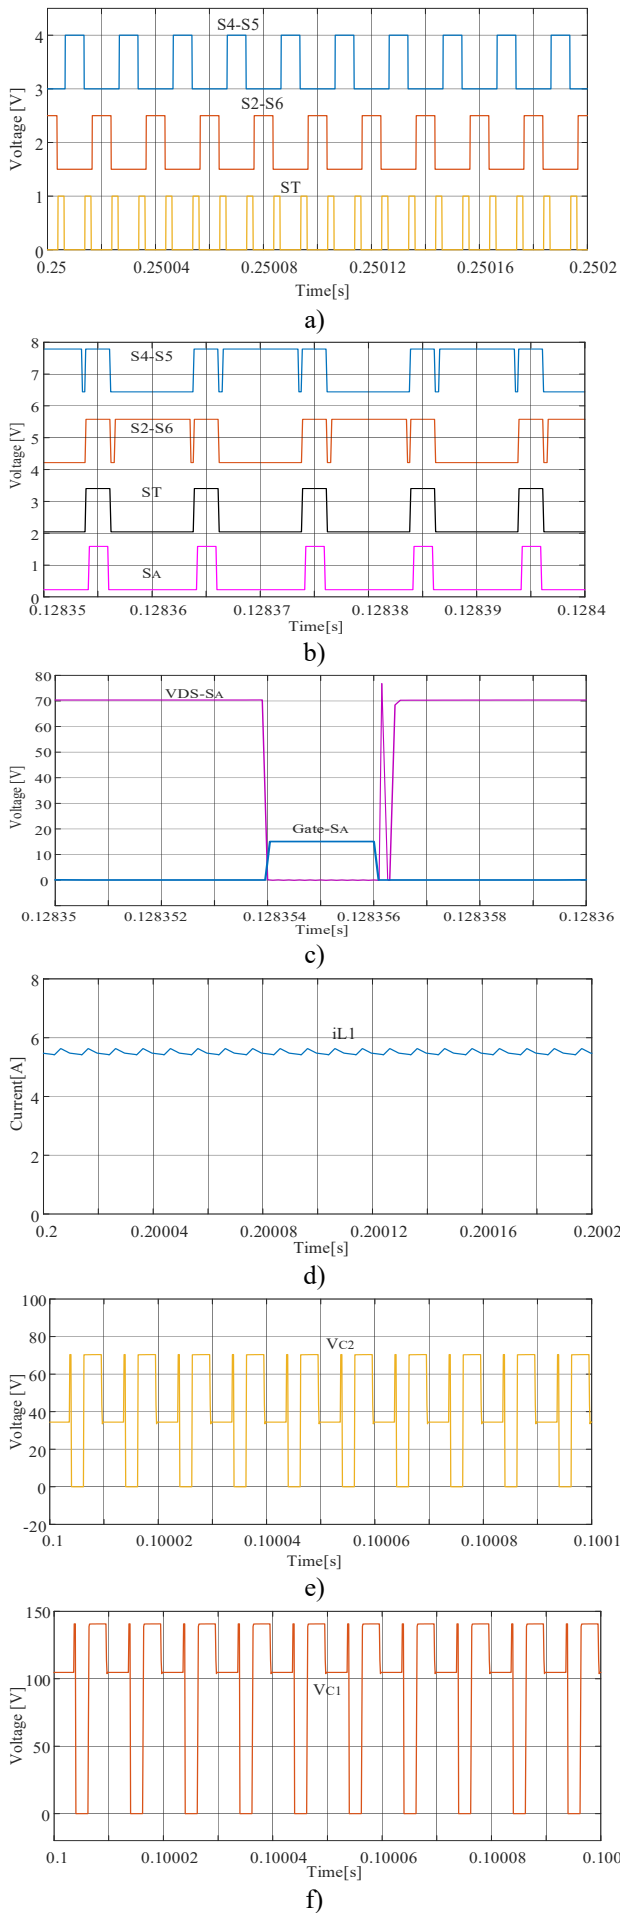 S4-S5
4
3
S2-S6
2
ST
1
0
Voltage [V]
0.25 0.25004 0.25008 0.25012 0.25016 0.2502
Time[s]
a)
8
S4-S5
7
6
S2-S6
5
4
ST
3
2
1
SA
0
Voltage [V]
0.12835 0.12836 0.12837 0.12838 0.12839 0.1284
Time[s]
b)
80
VDS-SA
70
60
50
40
30
20
Gate-SA
10
0
Voltage [V]
0.12835 0.128352 0.128354 0.128356 0.128358 0.12836
Time[s]
c)
8
6
iL1
4
2
0
Current[A]
0.2 0.20004 0.20008 0.20012 0.20016 0.2002
Time[s]
d)
100
80
VC2
60
40
20
0
-20
Voltage [V]
0.1 0.10002 0.10004 0.10006 0.10008 0.1001
Time[s]
e)
150
100
VC1
50
0
Voltage [V]
0.1 0.10002 0.10004 0.10006 0.10008 0.100
Time[s]
f)